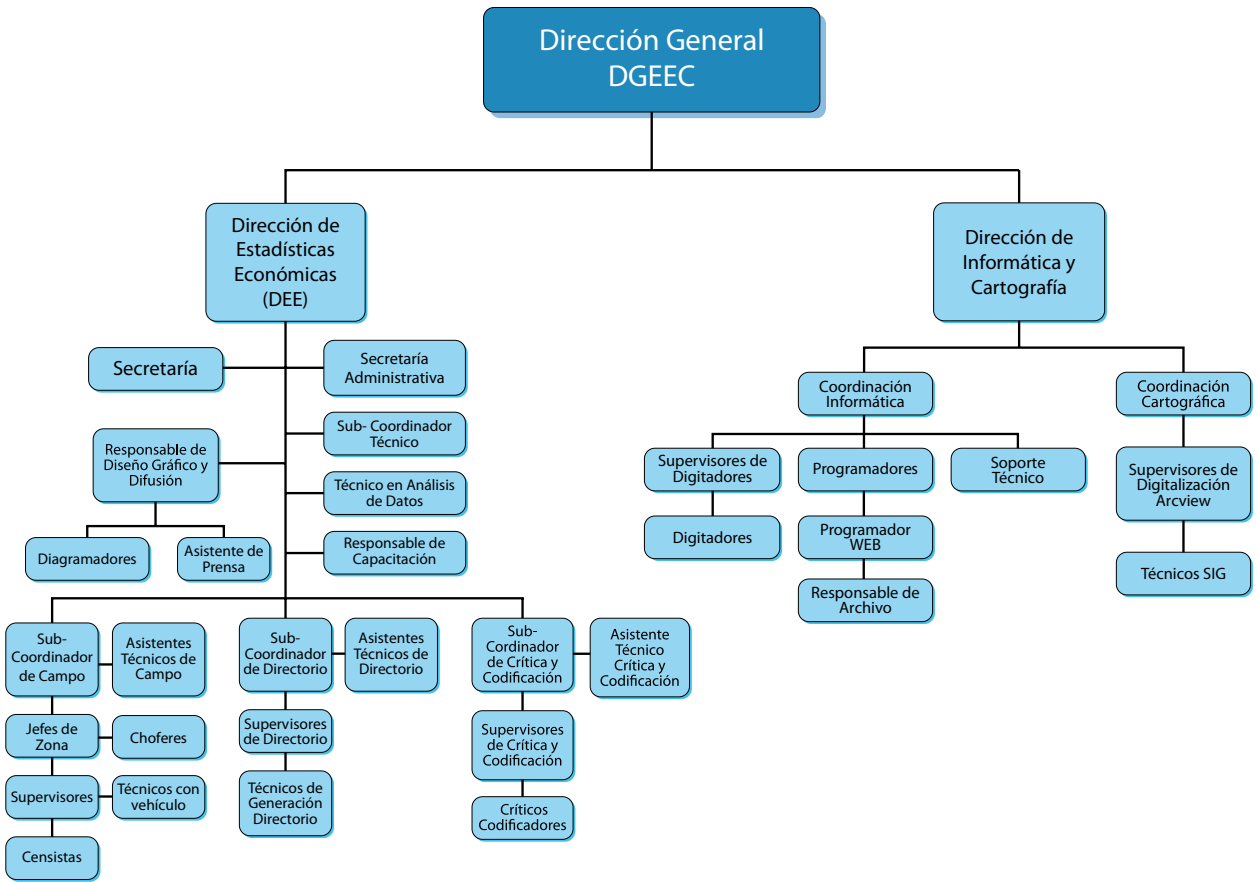 Dirección General
DGEEC
Dirección de
Estadísticas
Económicas
(DEE)
Dirección de
Informática y
Cartografía
Secretaría
Secretaría
Administrativa
Sub- Coordinador
Técnico
Responsable de
Diseño Gráfico y
Difusión
Técnico en Análisis
de Datos
Diagramadores
Asistente de
Prensa
Responsable de
Capacitación
Coordinación
Informática
Coordinación
Cartográfica
Supervisores de
Digitadores
Programadores
Soporte
Técnico
Supervisores de
Digitalización
Arcview
Digitadores
Programador
WEB
Técnicos SIG
Responsable de
Archivo
Sub-
Coordinador
de Campo
Asistentes
Técnicos de
Campo
Sub-
Coordinador
de Directorio
Asistentes
Técnicos de
Directorio
Sub-
Cordinador
de Crítica y
Codificación
Asistente
Técnico
Crítica y
Codificación
Jefes de
Zona
Choferes
Supervisores
de Directorio
Supervisores
de Crítica y
Codificación
Supervisores
Técnicos con
vehículo
Técnicos de
Generación
Directorio
Críticos
Codificadores
Censistas